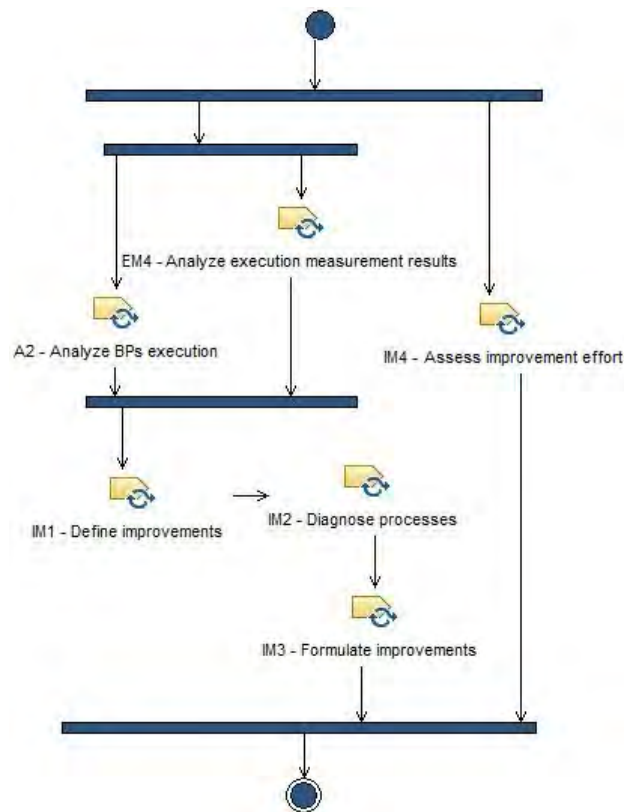 EM4 - Analyze execution measurement results
A2 - Analyze BPs execution
IM4 - Assess improvement effort
IM1 - Define improvements
IM2 - Diagnose processes
IM3 - Formulate improvements